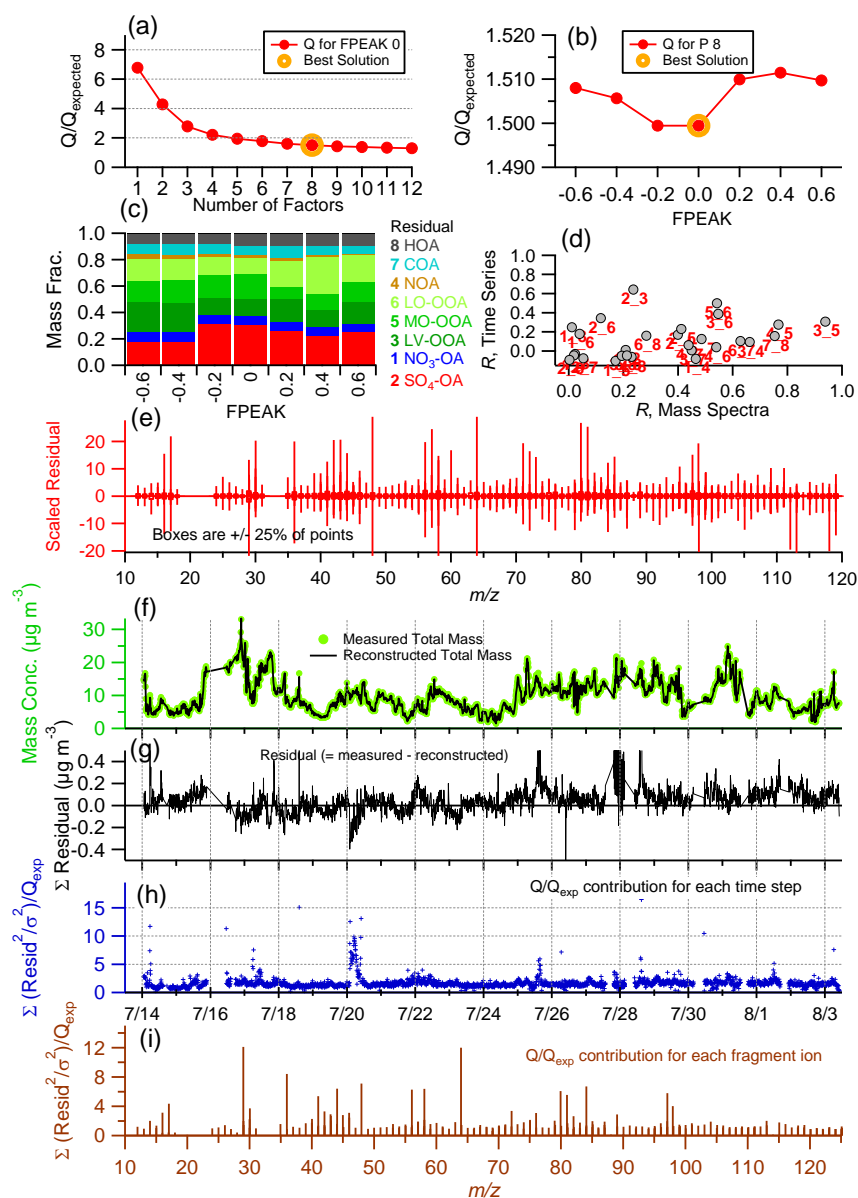 (a)
Q for FPEAK 0
Best Solution
Q/Qexpected
8
6
4
2
0
1 2 3 4 5 6 7 8 9 10 11 12
Number of Factors
(b)
Q for P 8
Best Solution
Q/Qexpected
1.520
1.510
1.500
1.490
-0.6 -0.4 -0.2 0.0 0.2 0.4 0.6
FPEAK
(c)
Mass Frac.
1.0
0.8
0.6
0.4
0.2
0.0
-0.6 -0.4 -0.2 0 0.2 0.4 0.6
FPEAK
Residual
8 HOA
7 COA
4 NOA
6 LO-OOA
5 MO-OOA
3 LV-OOA
1 NO3-OA
2 SO4-OA
(d)
R, Time Series
1.0
0.8
0.6
0.4
0.2
0.0
2_3
5_6
3_6
2_6
4_5
3_5
7_8
6_8
1_4
0.0 0.2 0.4 0.6 0.8 1.0
R, Mass Spectra
(e)
Scaled Residual
20
10
0
-10
-20
Boxes are +/- 25% of points
10 20 30 40 50 60 70 80 90 100 110 120
m/z
(f)
Mass Conc. (µg m-3)
30
20
10
0
Measured Total Mass
Reconstructed Total Mass
(g)
Σ Residual (µg m-3)
0.4
0.2
0.0
-0.2
-0.4
Residual (= measured - reconstructed)
(h)
Σ (Resid2/σ2)/Qexp
15
10
5
0
Q/Qexp contribution for each time step
7/14 7/16 7/18 7/20 7/22 7/24 7/26 7/28 7/30 8/1 8/3
(i)
Σ (Resid2/σ2)/Qexp
12
8
4
0
Q/Qexp contribution for each fragment ion
10 20 30 40 50 60 70 80 90 100 110 120
m/z